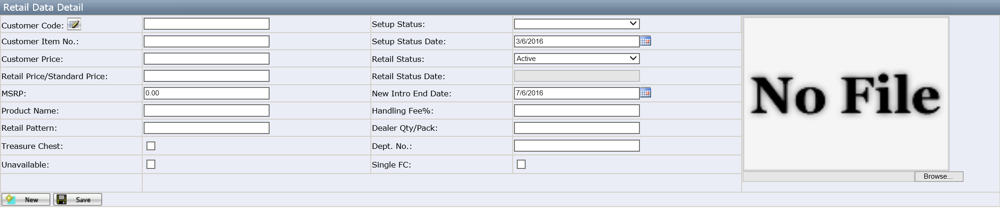 Retail Data Detail
Customer Code:
Setup Status:
Customer Item No.:
Setup Status Date: 3/6/2016
Customer Price:
Retail Status: Active
Retail Price/Standard Price:
Retail Status Date:
MSRP: 0.00
New Intro End Date: 7/6/2016
Product Name:
Handling Fee%:
Retail Pattern:
Dealer Qty/Pack:
Treasure Chest:
Dept. No.:
Unavailable:
Single FC:
No File
Browse...
New
Save